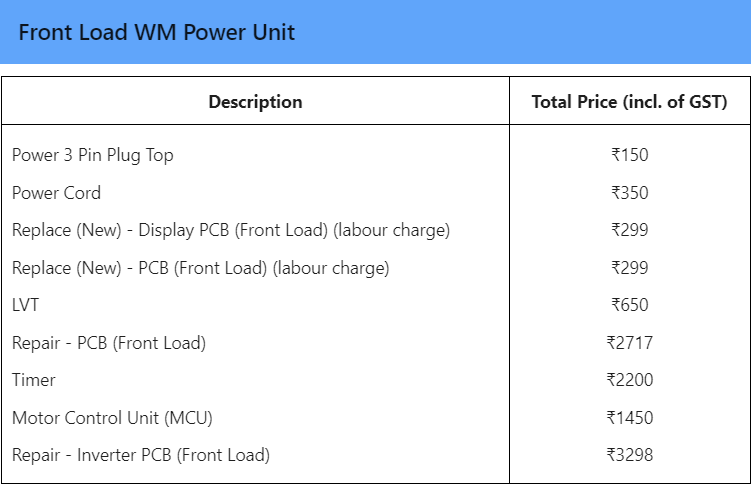 Front Load WM Power Unit
Description Total Price (incl. of GST)
Power 3 Pin Plug Top ₹150
Power Cord ₹350
Replace (New) - Display PCB (Front Load) (labour charge) ₹299
Replace (New) - PCB (Front Load) (labour charge) ₹299
LVT ₹650
Repair - PCB (Front Load) ₹2717
Timer ₹2200
Motor Control Unit (MCU) ₹1450
Repair - Inverter PCB (Front Load) ₹3298